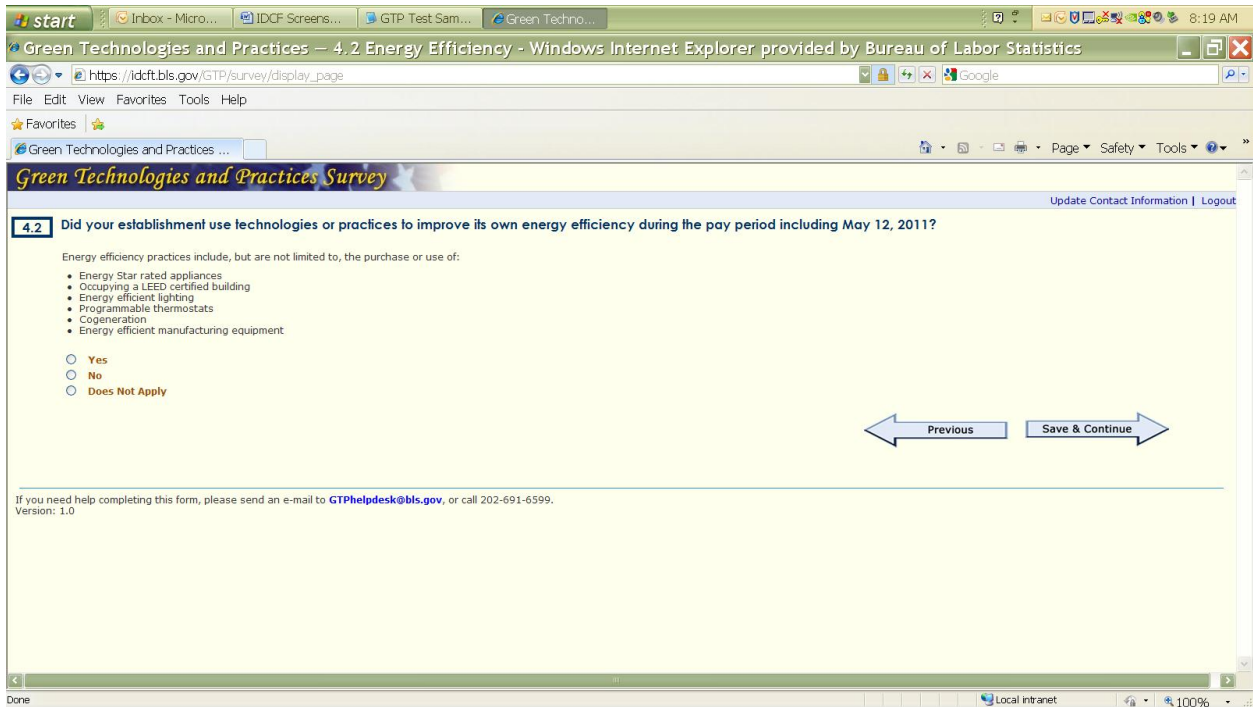 start Inbox - Micro... IDCF Screens... GTP Test Sam... Green Techno... 8:19 AM
Green Technologies and Practices — 4.2 Energy Efficiency - Windows Internet Explorer provided by Bureau of Labor Statistics
https://idcft.bls.gov/GTP/survey/display_page Google
File Edit View Favorites Tools Help
Favorites
Green Technologies and Practices ... Page Safety Tools
Green Technologies and Practices Survey
Update Contact Information | Logout
4.2 Did your establishment use technologies or practices to improve its own energy efficiency during the pay period including May 12, 2011?
Energy efficiency practices include, but are not limited to, the purchase or use of:
• Energy Star rated appliances
• Occupying a LEED certified building
• Energy efficient lighting
• Programmable thermostats
• Cogeneration
• Energy efficient manufacturing equipment
Yes
No
Does Not Apply
Previous Save & Continue
If you need help completing this form, please send an e-mail to GTPhelpdesk@bls.gov, or call 202-691-6599.
Version: 1.0
Done Local intranet 100%